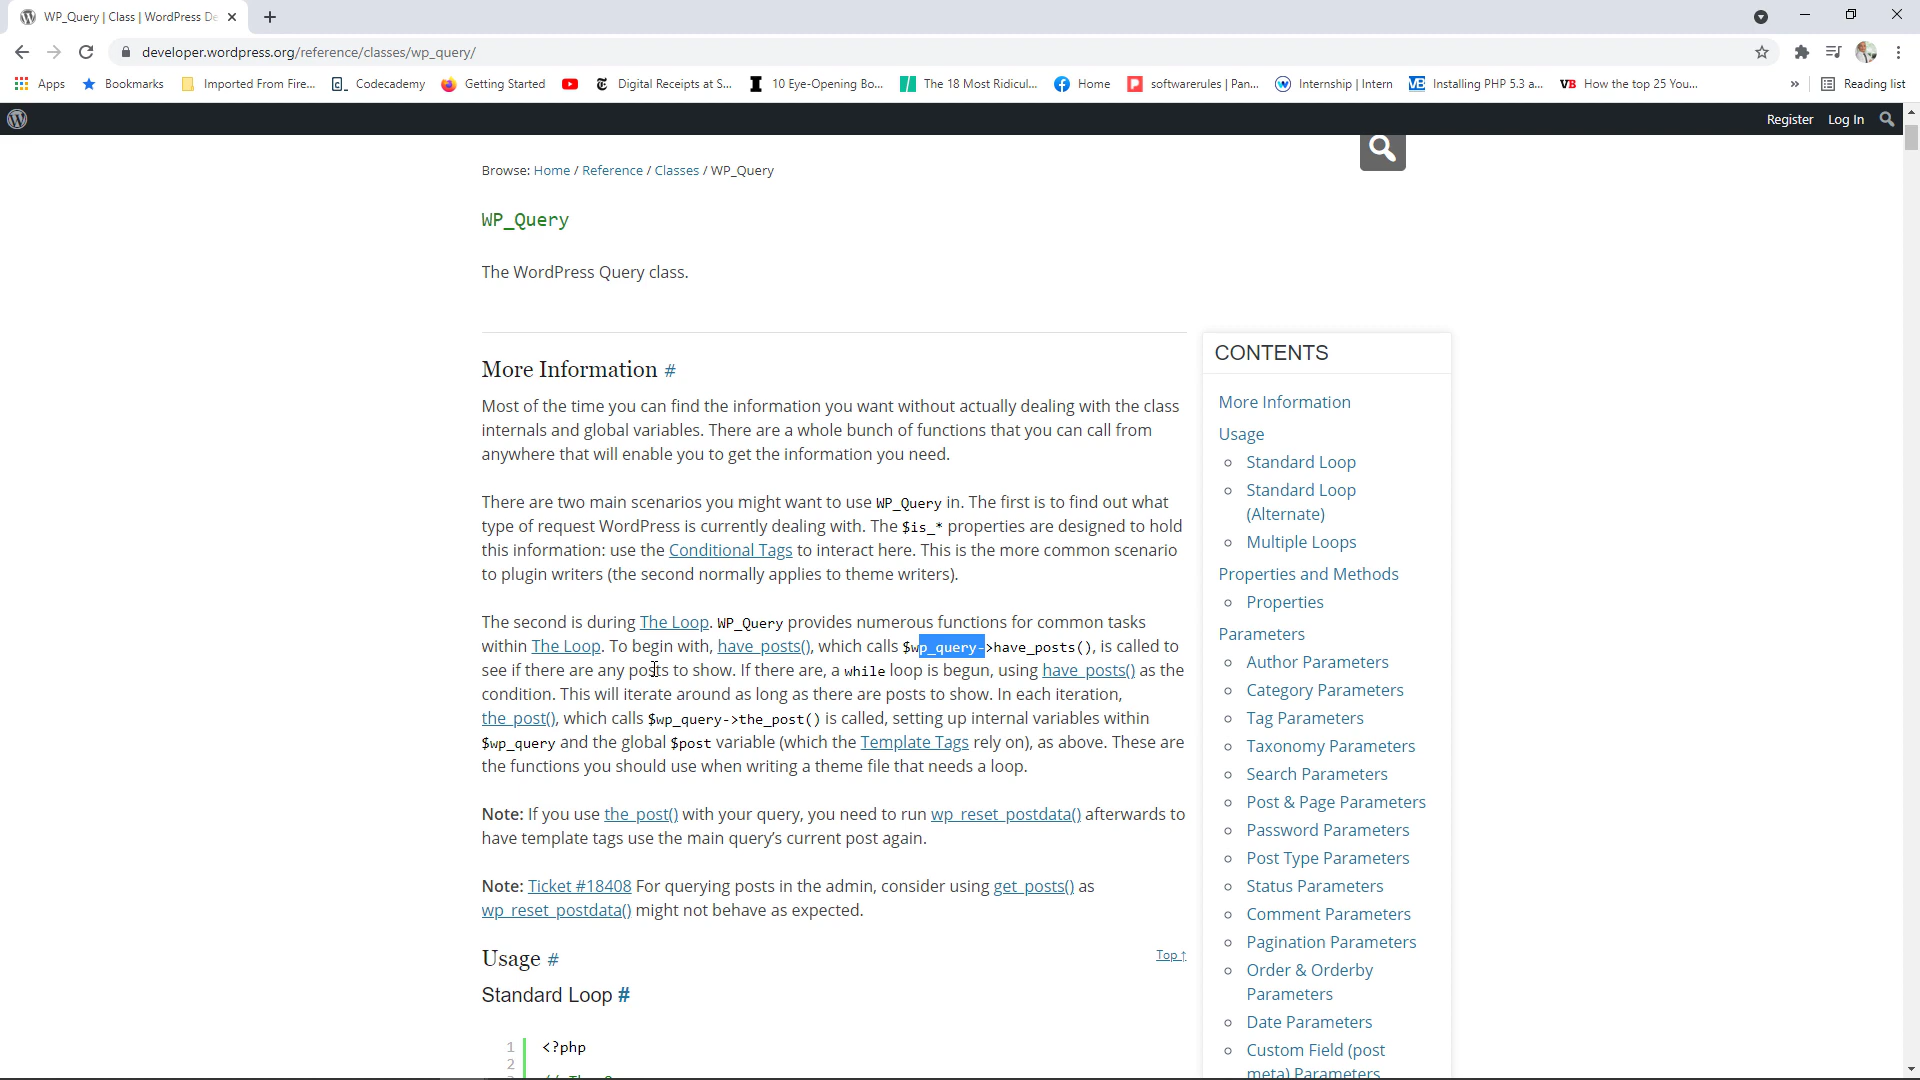 WP_Query | Class | WordPress De
developer.wordpress.org/reference/classes/wp_query/
Apps
Bookmarks
Imported From Fire...
Codecademy
Getting Started
Digital Receipts at S...
10 Eye-Opening Bo...
The 18 Most Ridicul...
Home
softwarerules | Pan...
Internship | Intern
Installing PHP 5.3 a...
VB How the top 25 You...
»
Reading list
Register
Log In
Browse: Home / Reference / Classes / WP_Query
WP_Query
The WordPress Query class.
More Information #
Most of the time you can find the information you want without actually dealing with the class
internals and global variables. There are a whole bunch of functions that you can call from
anywhere that will enable you to get the information you need.
There are two main scenarios you might want to use WP_Query in. The first is to find out what
type of request WordPress is currently dealing with. The $is_* properties are designed to hold
this information: use the Conditional Tags to interact here. This is the more common scenario
to plugin writers (the second normally applies to theme writers).
The second is during The Loop. WP_Query provides numerous functions for common tasks
within The Loop. To begin with, have_posts(), which calls $wp_query->have_posts(), is called to
see if there are any posts to show. If there are, a while loop is begun, using have_posts() as the
condition. This will iterate around as long as there are posts to show. In each iteration,
the_post(), which calls $wp_query->the_post() is called, setting up internal variables within
$wp_query and the global $post variable (which the Template Tags rely on), as above. These are
the functions you should use when writing a theme file that needs a loop.
Note: If you use the_post() with your query, you need to run wp_reset_postdata() afterwards to
have template tags use the main query's current post again.
Note: Ticket #18408 For querying posts in the admin, consider using get_posts() as
wp_reset_postdata() might not behave as expected.
Usage #
Top ↑
Standard Loop #
1 <?php
2
CONTENTS
More Information
Usage
Standard Loop
Standard Loop
(Alternate)
Multiple Loops
Properties and Methods
Properties
Parameters
Author Parameters
Category Parameters
Tag Parameters
Taxonomy Parameters
Search Parameters
Post & Page Parameters
Password Parameters
Post Type Parameters
Status Parameters
Comment Parameters
Pagination Parameters
Order & Orderby
Parameters
Date Parameters
Custom Field (post
meta) Parameters